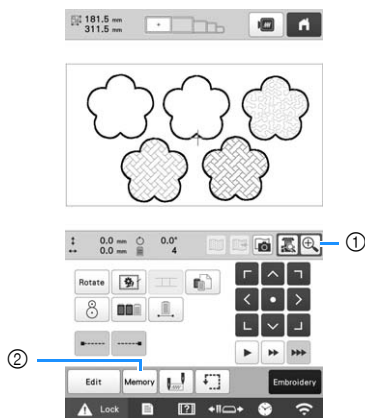 181.5 mm
311.5 mm
0.0 mm 0.0°
0.0 mm 4
①
Rotate
②
Edit Memory Embroidery
Lock